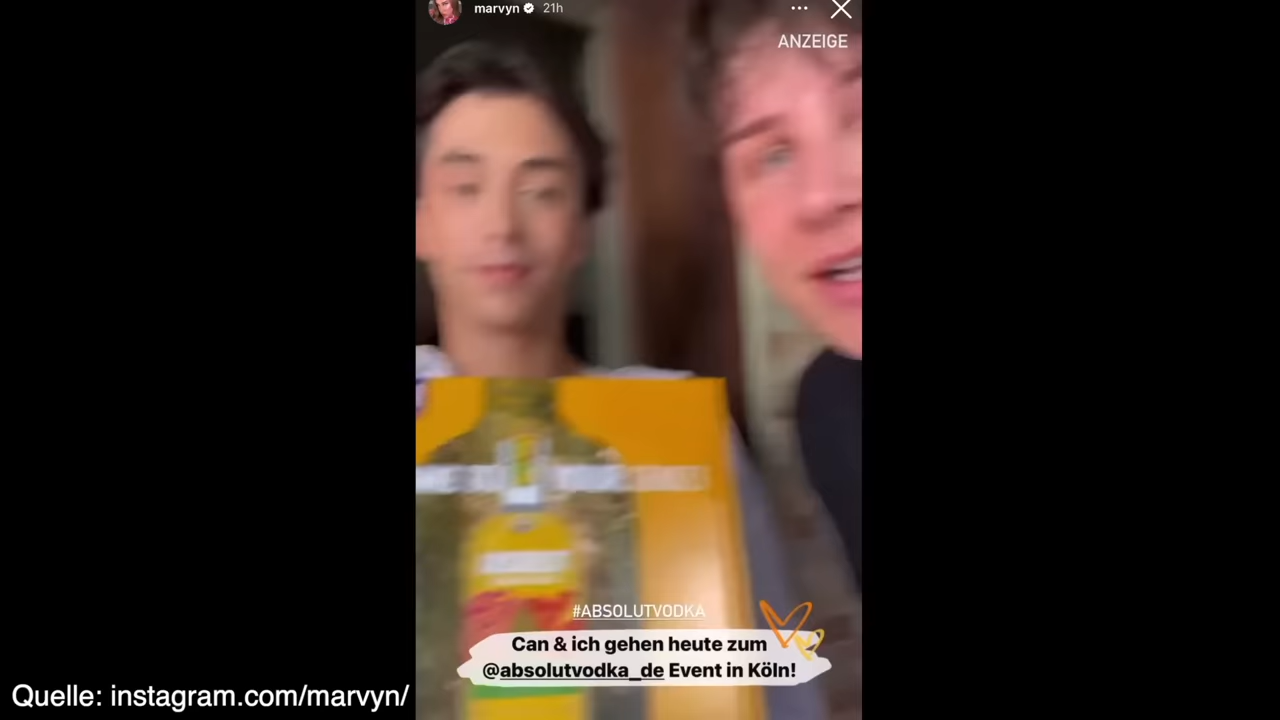 marvyn 21h
ANZEIGE
#ABSOLUTVODKA
Can & ich gehen heute zum
@absolutvodka_de Event in Köln!
Quelle: instagram.com/marvyn/